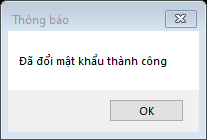 Thông báo
Đã đổi mật khẩu thành công
OK